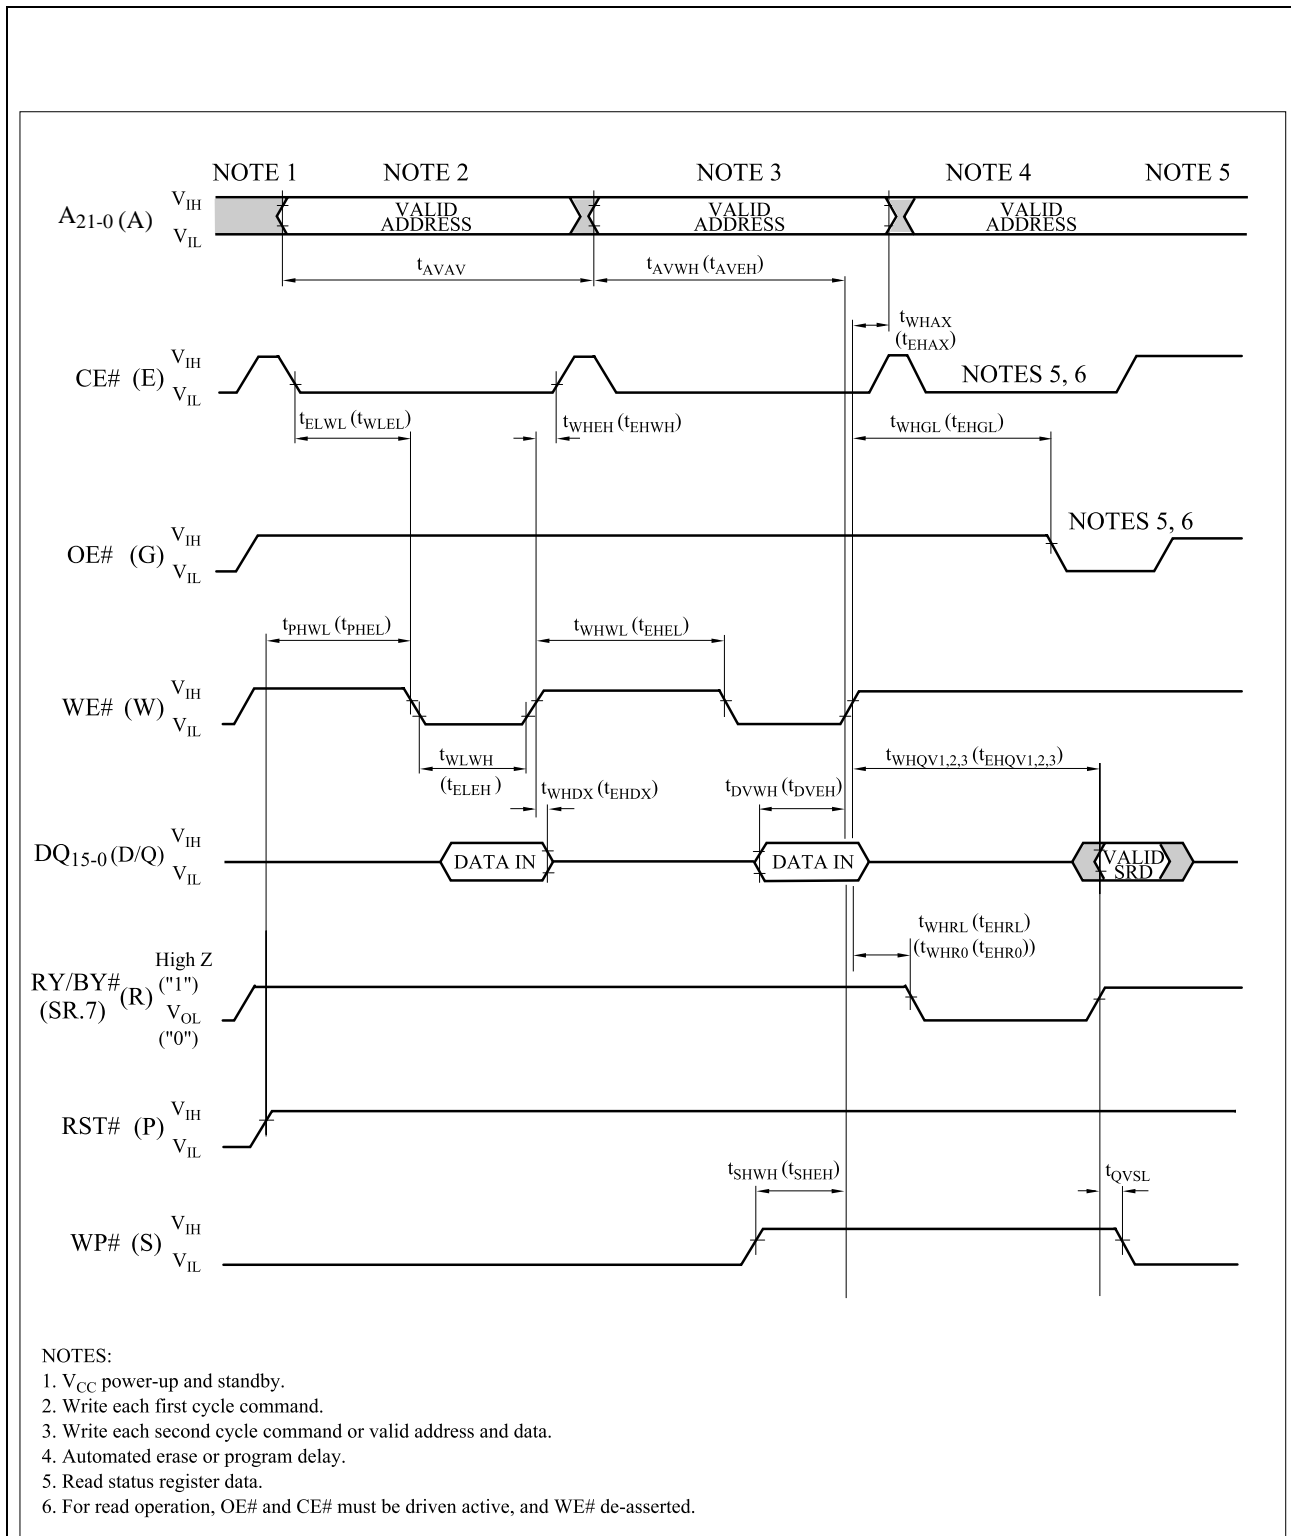 NOTE 1 NOTE 2 NOTE 3 NOTE 4 NOTE 5
A21-0 (A) VIH VIL
VALID ADDRESS VALID ADDRESS VALID ADDRESS
tAVAV tAVWH (tAVEH)
tWHAX
(tEHAX)
CE# (E) VIH VIL NOTES 5, 6
tELWL (tWLEL) tWHEH (tEHWH) tWHGL (tEHGL)
OE# (G) VIH VIL NOTES 5, 6
tPHWL (tPHEL) tWHWL (tEHEL)
WE# (W) VIH VIL
tWLWH
(tELEH)
tWHDX (tEHDX) tDVWH (tDVEH) tWHQV1,2,3 (tEHQV1,2,3)
DQ15-0 (D/Q) VIH VIL
DATA IN DATA IN VALID SRD
tWHRL (tEHRL)
(tWHR0 (tEHR0))
RY/BY#
(SR.7)
(R)
High Z
("1")
VOL
("0")
RST# (P) VIH VIL
tSHWH (tSHEH) tQVSL
WP# (S) VIH VIL
NOTES:
1. VCC power-up and standby.
2. Write each first cycle command.
3. Write each second cycle command or valid address and data.
4. Automated erase or program delay.
5. Read status register data.
6. For read operation, OE# and CE# must be driven active, and WE# de-asserted.